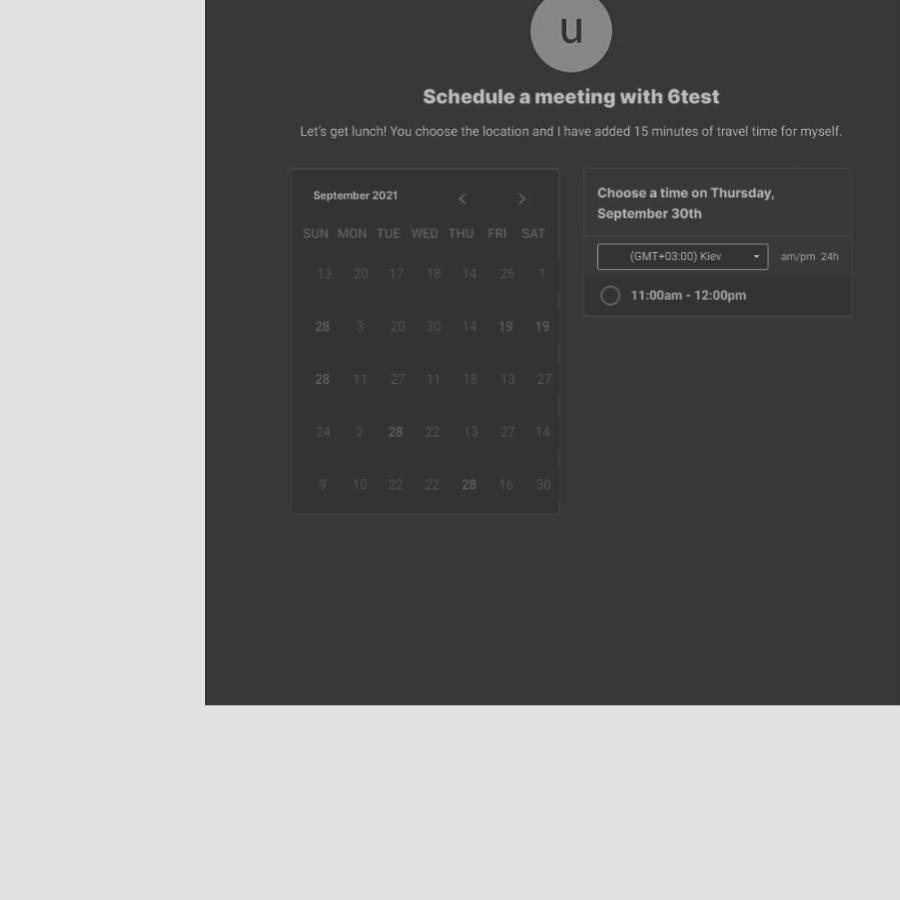 u
Schedule a meeting with 6test
Let's get lunch! You choose the location and I have added 15 minutes of travel time for myself.
September 2021 < >
SUN MON TUE WED THU FRI SAT
13 20 17 18 14 26 1
28 3 20 30 14 19 19
28 11 27 11 18 13 27
24 2 28 22 13 27 14
9 10 22 22 28 16 30
Choose a time on Thursday,
September 30th
(GMT+03:00) Kiev am/pm 24h
11:00am - 12:00pm